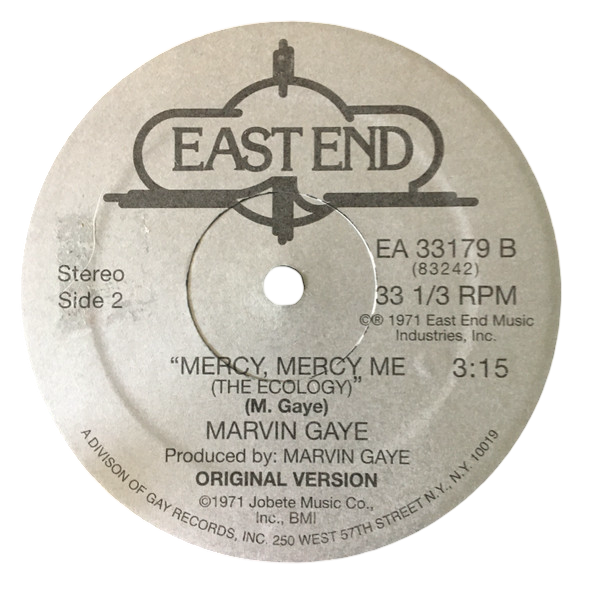 EAST END
Stereo
Side 2
EA 33179 B
(83242)
33 1/3 RPM
©℗ 1971 East End Music
Industries, Inc.
“MERCY, MERCY ME 3:15
(THE ECOLOGY)”
(M. Gaye)
MARVIN GAYE
Produced by: MARVIN GAYE
ORIGINAL VERSION
©1971 Jobete Music Co.,
Inc., BMI
A DIVISION OF GAY RECORDS, INC. 250 WEST 57TH STREET N.Y., N.Y. 10019